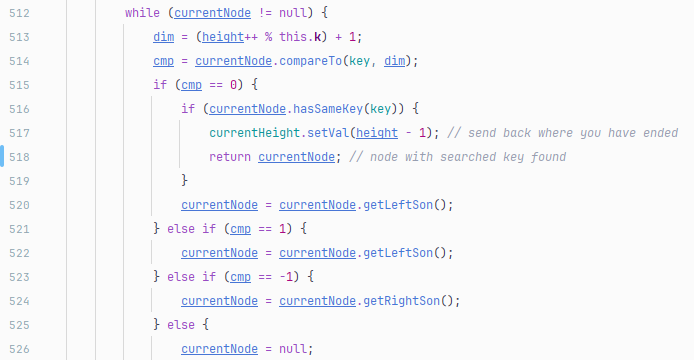 512 while (currentNode != null) {
513 dim = (height++ % this.k) + 1;
514 cmp = currentNode.compareTo(key, dim);
515 if (cmp == 0) {
516 if (currentNode.hasSameKey(key)) {
517 currentHeight.setVal(height - 1); // send back where you have ended
518 return currentNode; // node with searched key found
519 }
520 currentNode = currentNode.getLeftSon();
521 } else if (cmp == 1) {
522 currentNode = currentNode.getLeftSon();
523 } else if (cmp == -1) {
524 currentNode = currentNode.getRightSon();
525 } else {
526 currentNode = null;